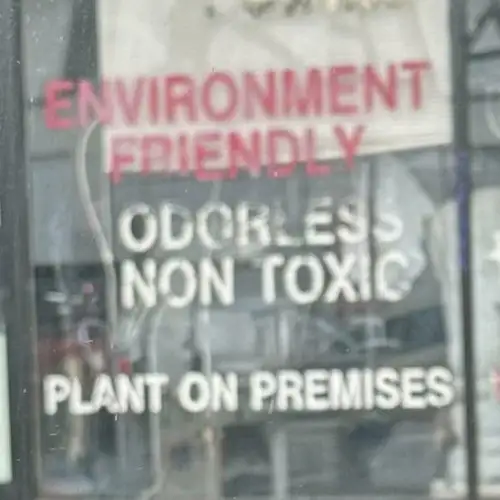 ENVIRONMENT
FRIENDLY
ODORLESS
NON TOXIC
PLANT ON PREMISES